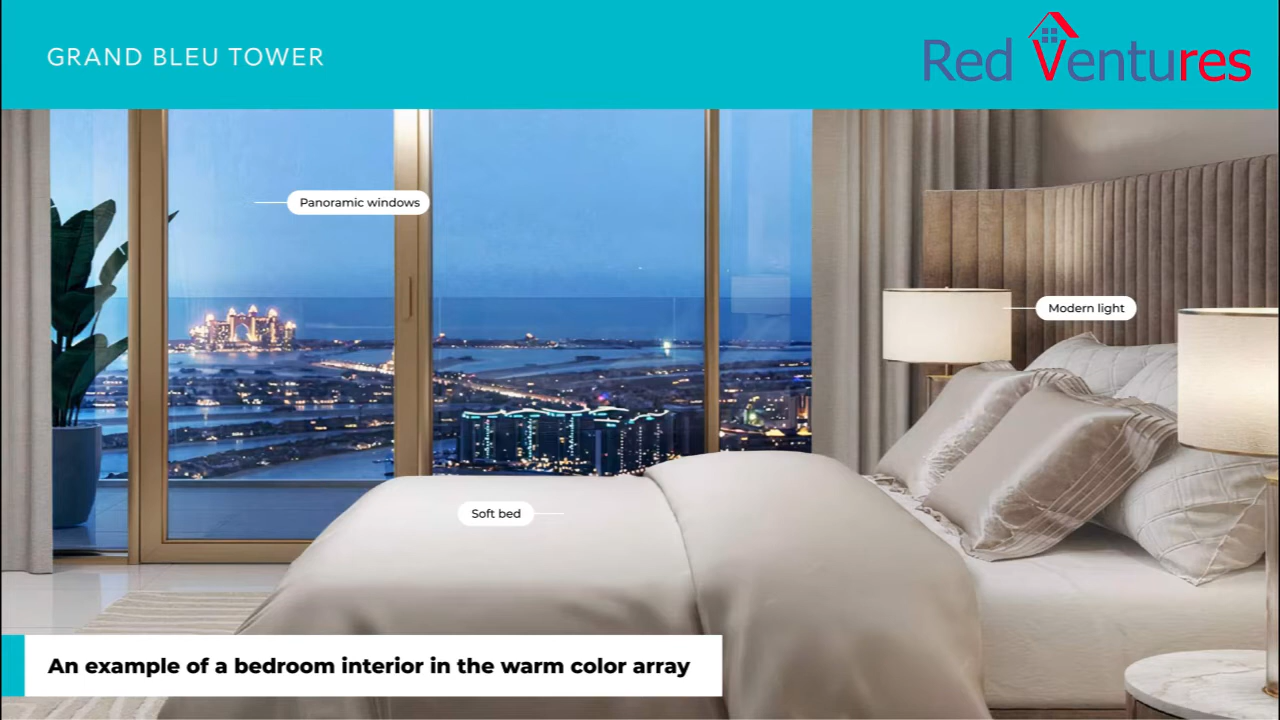 GRAND BLEU TOWER
Red Ventures
Panoramic windows
Modern light
Soft bed
An example of a bedroom interior in the warm color array